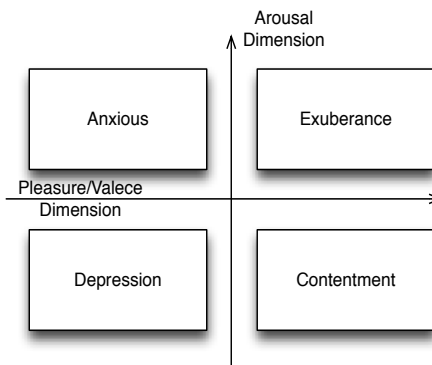 Arousal
Dimension
Anxious
Exuberance
Pleasure/Valece
Dimension
Depression
Contentment